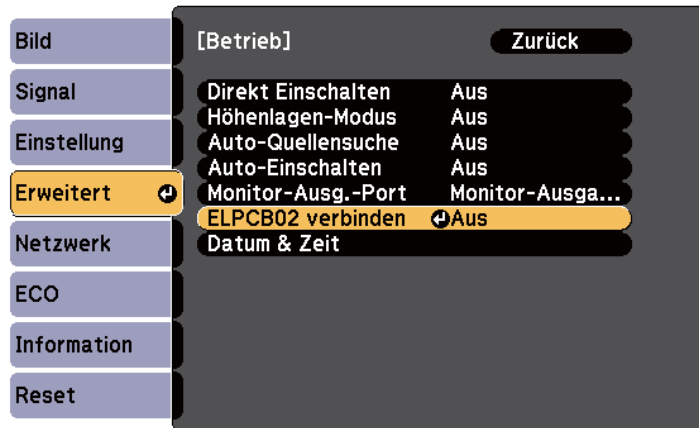 Bild
Signal
Einstellung
Erweitert
Netzwerk
ECO
Information
Reset
[Betrieb] Zurück
Direkt Einschalten Aus
Höhenlagen-Modus Aus
Auto-Quellensuche Aus
Auto-Einschalten Aus
Monitor-Ausg.-Port Monitor-Ausga...
ELPCB02 verbinden Aus
Datum & Zeit